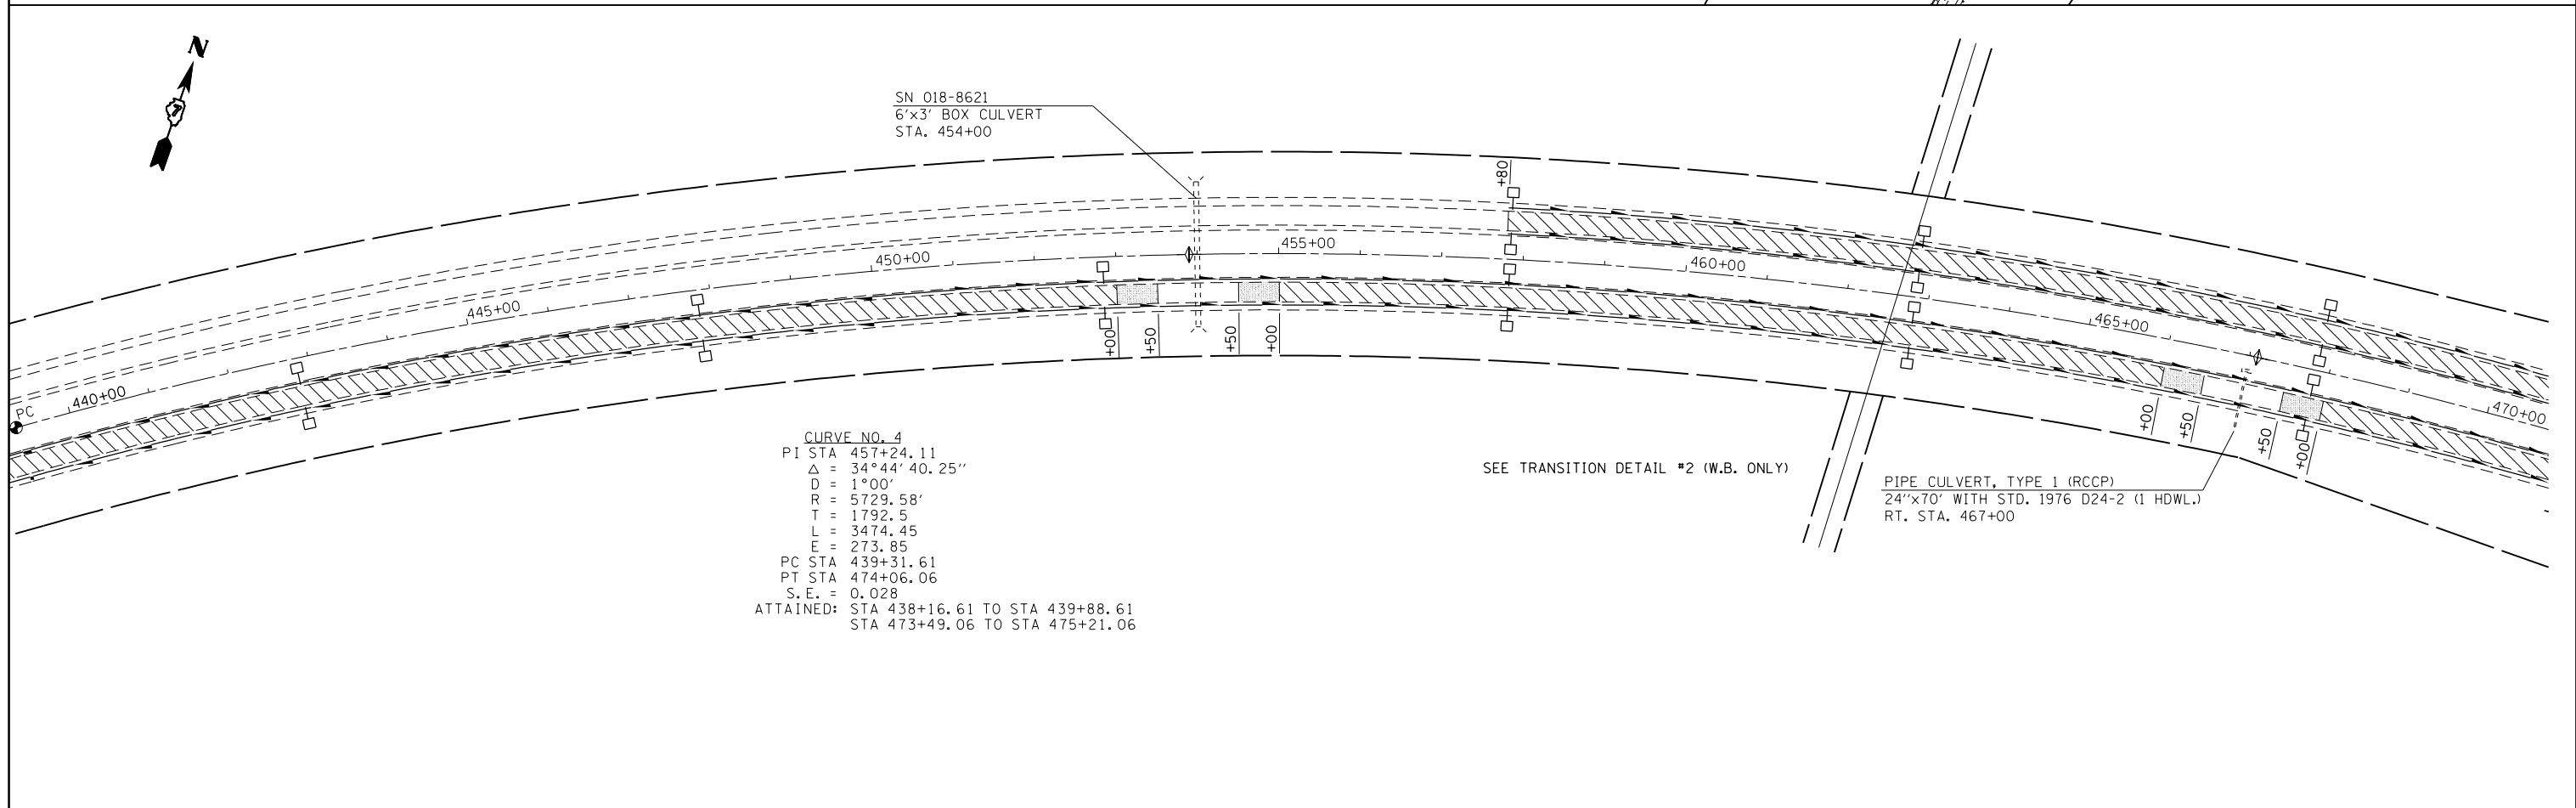 N
SN 018-8621
6'x3' BOX CULVERT
STA. 454+00
+80
455+00
450+00
460+00
445+00
465+00
440+00
470+00
PC
+00
+50
+50
+00
+00
+50
+50
+00
CURVE NO. 4
PI STA 457+24.11
△ = 34°44'40.25"
D = 1°00'
R = 5729.58'
T = 1792.5
L = 3474.45
E = 273.85
PC STA 439+31.61
PT STA 474+06.06
S.E. = 0.028
ATTAINED: STA 438+16.61 TO STA 439+88.61
STA 473+49.06 TO STA 475+21.06
SEE TRANSITION DETAIL #2 (W.B. ONLY)
PIPE CULVERT, TYPE 1 (RCCP)
24"x70' WITH STD. 1976 D24-2 (1 HDWL.)
RT. STA. 467+00